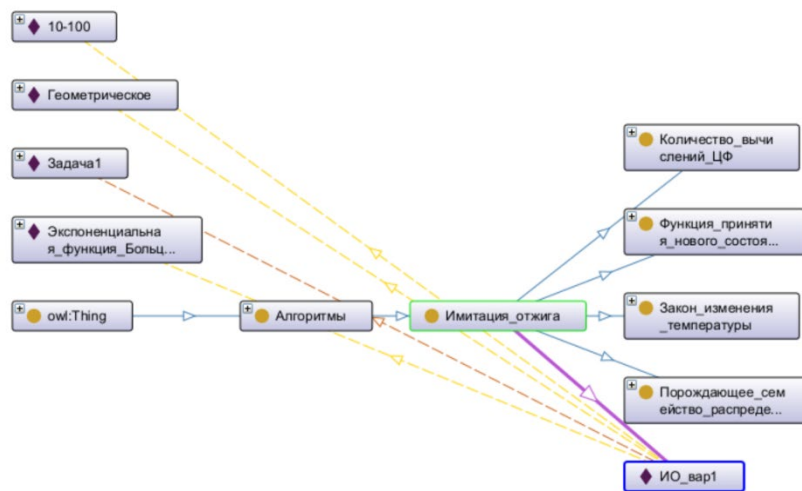 10-100
Геометрическое
Задача1
Экспоненциальна
я_функция_Больц...
owl:Thing
Алгоритмы
Имитация_отжига
Количество_вычи
слений_ЦФ
Функция_приняти
я_нового_состоя...
Закон_изменения
_температуры
Порождающее_сем
ейство_распреде...
ИО_вар1